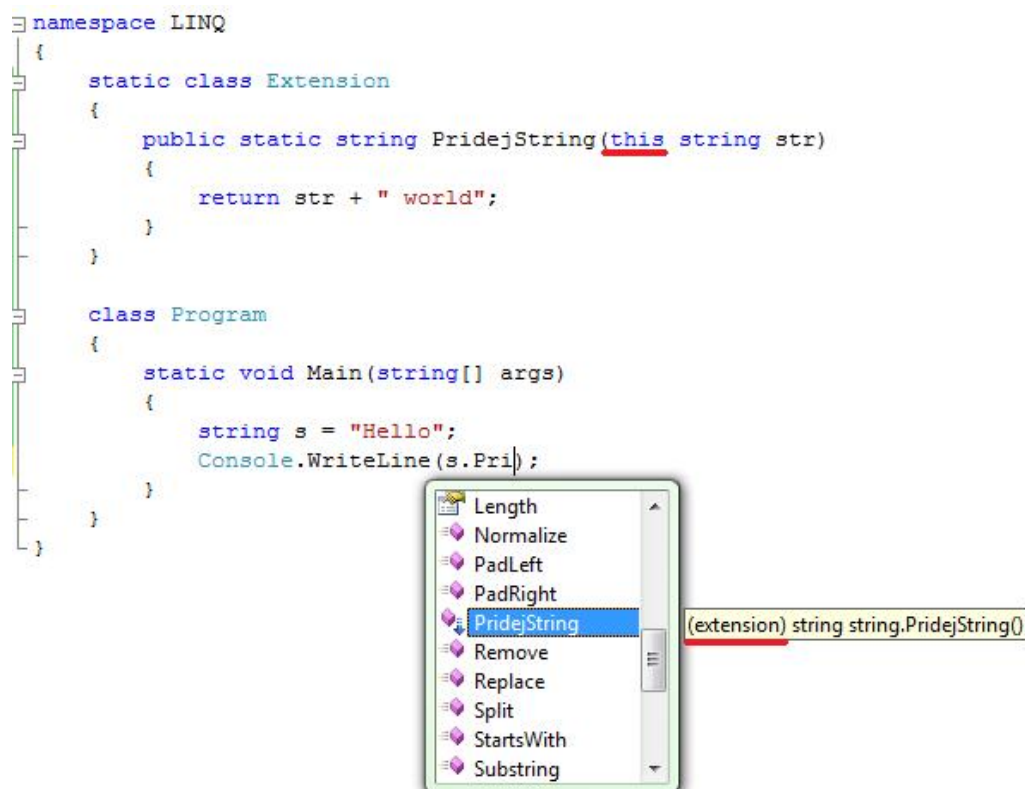 namespace LINQ
{
static class Extension
{
public static string PridejString(this string str)
{
return str + " world";
}
}
class Program
{
static void Main(string[] args)
{
string s = "Hello";
Console.WriteLine(s.Pri);
}
}
}
Length
Normalize
PadLeft
PadRight
PridejString
(extension) string string.PridejString()
Remove
Replace
Split
StartsWith
Substring